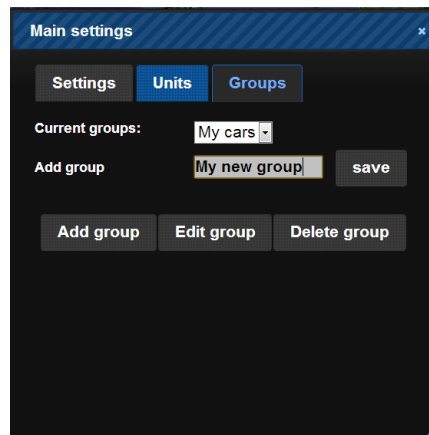 Main settings ×
Settings Units Groups
Current groups: My cars
Add group My new group save
Add group Edit group Delete group